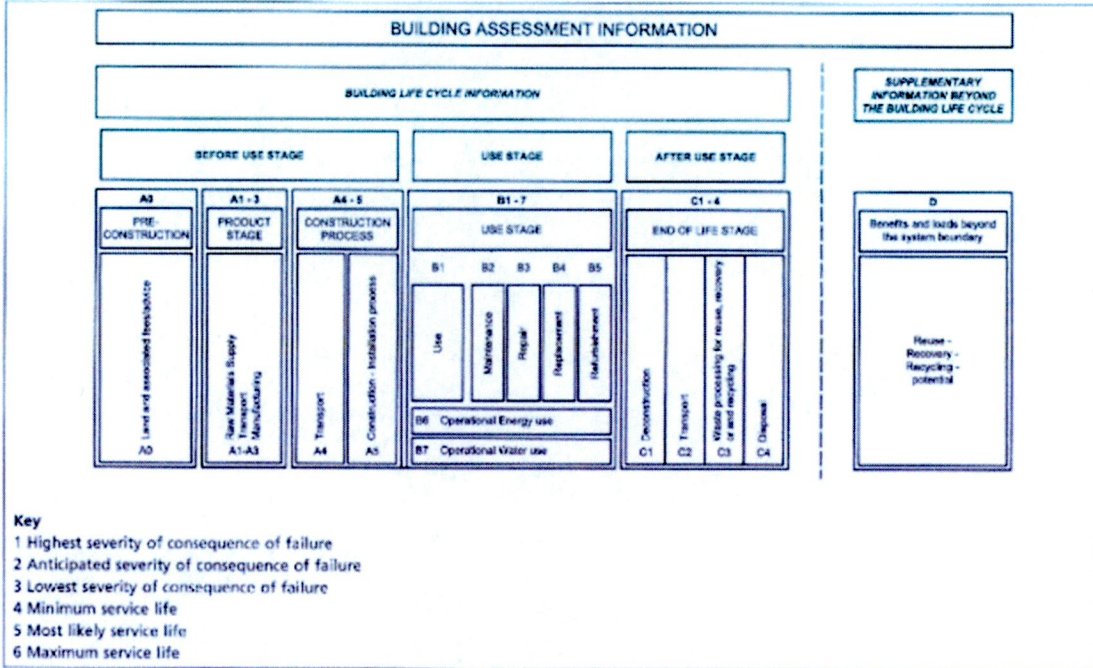 BUILDING ASSESSMENT INFORMATION
BUILDING LIFE CYCLE INFORMATION
SUPPLEMENTARY
INFORMATION BEYOND
THE BUILDING LIFE CYCLE
BEFORE USE STAGE
USE STAGE
AFTER USE STAGE
A0
PRE-
CONSTRUCTION
Land and associated fees/advice
A0
A1 - 3
PRODUCT
STAGE
Raw Materials Supply
Transport
Manufacturing
A1-A3
A4 - 5
CONSTRUCTION
PROCESS
Transport
A4
Construction - Installation process
A5
B1 - 7
USE STAGE
B1
Use
B2
Maintenance
B3
Repair
B4
Replacement
B5
Refurbishment
B6 Operational Energy use
B7 Operational Water use
C1 - 4
END OF LIFE STAGE
Deconstruction
C1
Transport
C2
Waste processing for reuse, recovery
or and recycling
C3
Disposal
C4
D
Benefits and loads beyond
the system boundary
Reuse -
Recovery -
Recycling -
potential
Key
1 Highest severity of consequence of failure
2 Anticipated severity of consequence of failure
3 Lowest severity of consequence of failure
4 Minimum service life
5 Most likely service life
6 Maximum service life